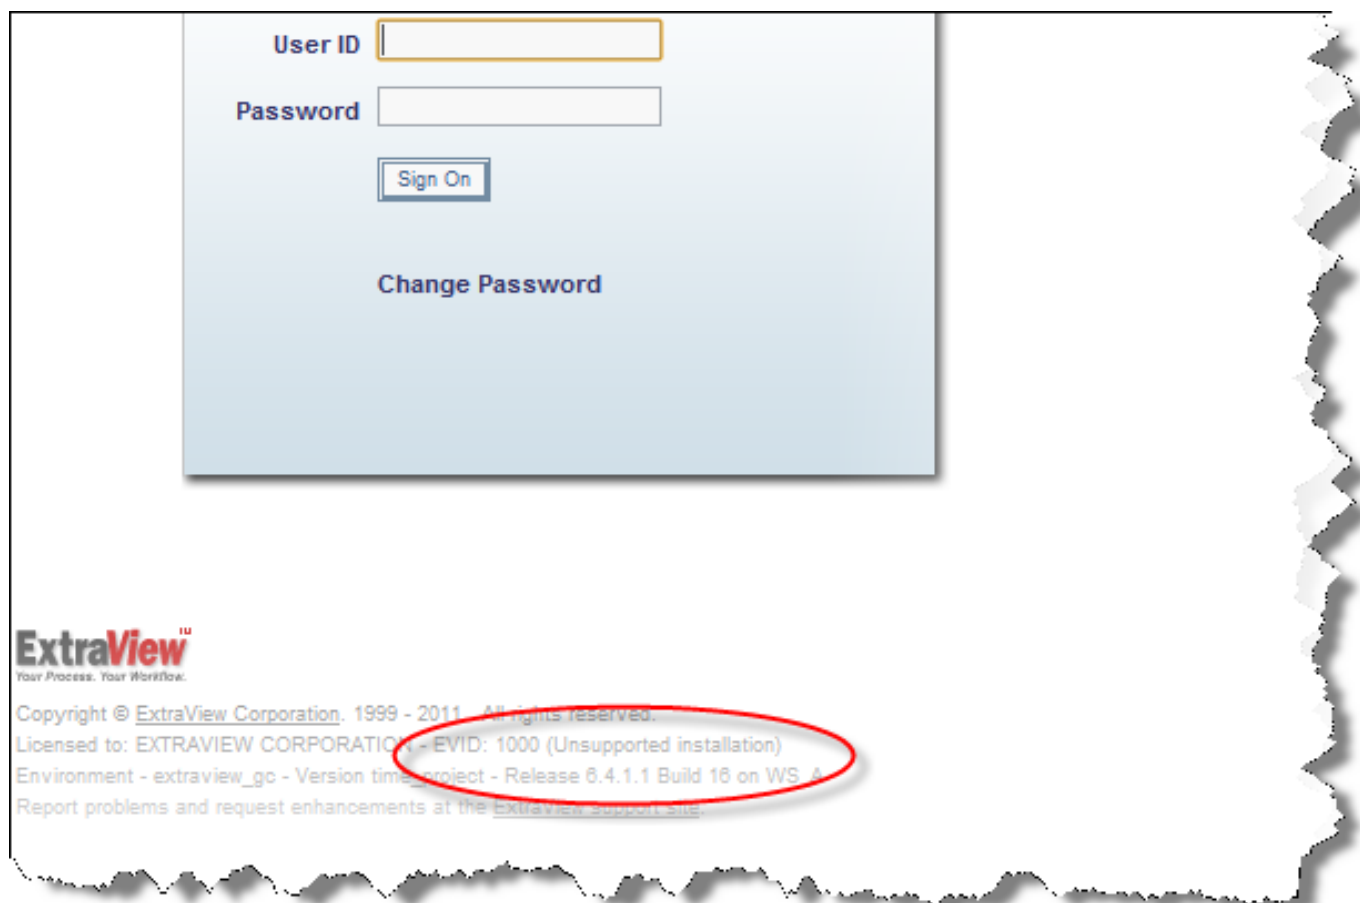 User ID
Password
Sign On
Change Password
ExtraView™
Your Process. Your Workflow.
Copyright © ExtraView Corporation. 1999 - 2011. All rights reserved.
Licensed to: EXTRAVIEW CORPORATION - EVID: 1000 (Unsupported installation)
Environment - extraview_gc - Version time_project - Release 6.4.1.1 Build 16 on WS_A
Report problems and request enhancements at the ExtraView support site.